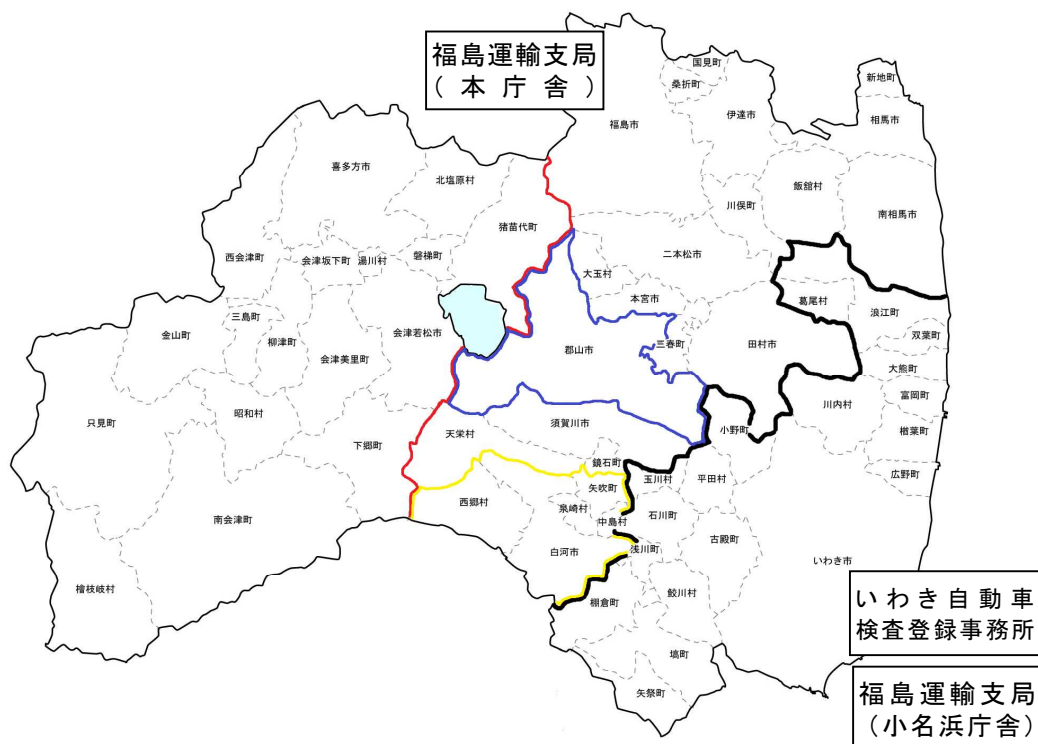 福島運輸支局
(本庁舎)
国見町
桑折町
新地町
伊達市
相馬市
福島市
喜多方市
北塩原村
飯舘村
川俣町
南相馬市
猪苗代町
二本松市
西会津町
会津坂下町
湯川村
磐梯町
大玉村
本宮市
葛尾村
浪江町
三島町
金山町
柳津町
会津若松市
双葉町
三春町
田村市
郡山市
会津美里町
大熊町
富岡町
川内村
只見町
昭和村
須賀川市
小野町
楢葉町
天栄村
下郷町
鏡石町
広野町
玉川村
平田村
矢吹町
西郷村
泉崎村
石川町
南会津町
中島村
古殿町
白河市
浅川町
いわき市
檜枝岐村
鮫川村
棚倉町
いわき自動車
検査登録事務所
塙町
矢祭町
福島運輸支局
(小名浜庁舎)